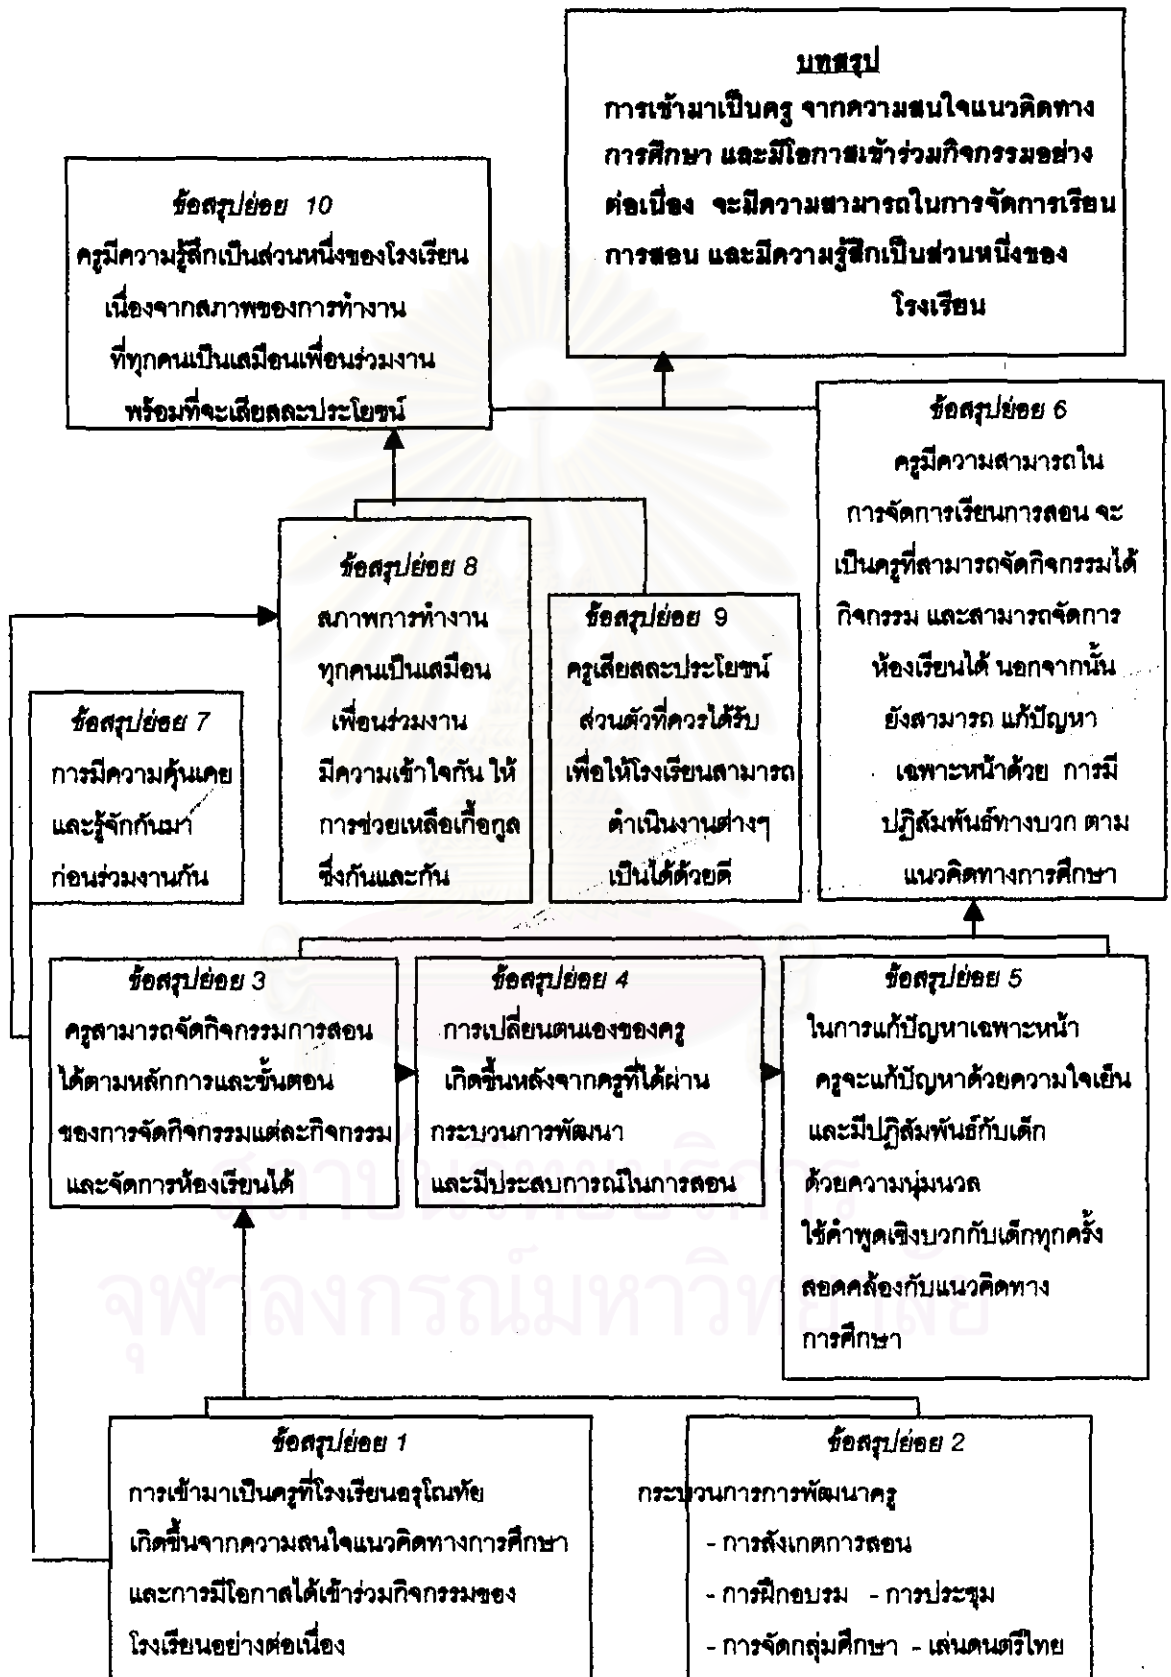 บทสรุป
การเข้ามาเป็นครู จากความสนใจแนวคิดทาง
การศึกษา และมีโอกาสเข้าร่วมกิจกรรมอย่าง
ต่อเนื่อง จะมีความสามารถในการจัดการเรียน
การสอน และมีความรู้สึกเป็นส่วนหนึ่งของ
โรงเรียน
ข้อสรุปย่อย 10
ครูมีความรู้สึกเป็นส่วนหนึ่งของโรงเรียน
เนื่องจากสภาพของการทำงาน
ที่ทุกคนเป็นเสมือนเพื่อนร่วมงาน
พร้อมที่จะเสียสละประโยชน์
ข้อสรุปย่อย 6
ครูมีความสามารถใน
การจัดการเรียนการสอน จะ
เป็นครูที่สามารถจัดกิจกรรมได้
กิจกรรม และสามารถจัดการ
ห้องเรียนได้ นอกจากนั้น
ยังสามารถ แก้ปัญหา
เฉพาะหน้าด้วย การมี
ปฏิสัมพันธ์ทางบวก ตาม
แนวคิดทางการศึกษา
ข้อสรุปย่อย 8
สภาพการทำงาน
ทุกคนเป็นเสมือน
เพื่อนร่วมงาน
มีความเข้าใจกัน ให้
การช่วยเหลือเกื้อกูล
ซึ่งกันและกัน
ข้อสรุปย่อย 9
ครูเสียสละประโยชน์
ส่วนตัวที่ควรได้รับ
เพื่อให้โรงเรียนสามารถ
ดำเนินงานต่างๆ
เป็นได้ด้วยดี
ข้อสรุปย่อย 7
การมีความคุ้นเคย
และรู้จักกันมา
ก่อนร่วมงานกัน
ข้อสรุปย่อย 3
ครูสามารถจัดกิจกรรมการสอน
ได้ตามหลักการและขั้นตอน
ของการจัดกิจกรรมแต่ละกิจกรรม
และจัดการห้องเรียนได้
ข้อสรุปย่อย 4
การเปลี่ยนตนเองของครู
เกิดขึ้นหลังจากครูที่ได้ผ่าน
กระบวนการพัฒนา
และมีประสบการณ์ในการสอน
ข้อสรุปย่อย 5
ในการแก้ปัญหาเฉพาะหน้า
ครูจะแก้ปัญหาด้วยความใจเย็น
และมีปฏิสัมพันธ์กับเด็ก
ด้วยความนุ่มนวล
ใช้คำพูดเชิงบวกกับเด็กทุกครั้ง
สอดคล้องกับแนวคิดทาง
การศึกษา
สถาบันวิทยบริการ
จุฬาลงกรณ์มหาวิทยาลัย
ข้อสรุปย่อย 1
การเข้ามาเป็นครูที่โรงเรียนอรุโณทัย
เกิดขึ้นจากความสนใจแนวคิดทางการศึกษา
และการมีโอกาสได้เข้าร่วมกิจกรรมของ
โรงเรียนอย่างต่อเนื่อง
ข้อสรุปย่อย 2
กระบวนการการพัฒนาครู
- การสังเกตการสอน
- การฝึกอบรม - การประชุม
- การจัดกลุ่มศึกษา - เล่นดนตรีไทย